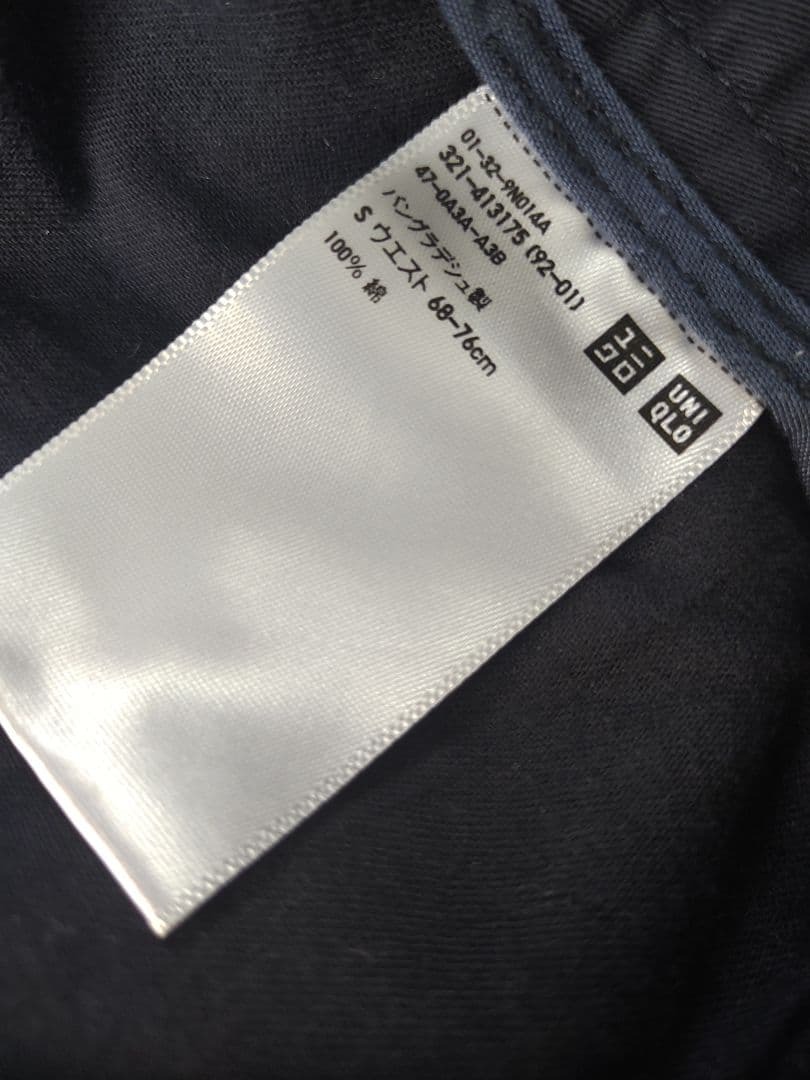 01-32-9N014A
321-413175 (92-01)
47-0A3A-A3B
バングラデシュ製
S ウエスト 68-76cm
100% 綿
ユニ
クロ
UNI
QLO